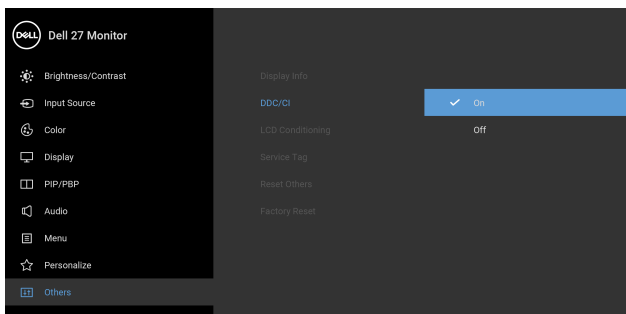 DELL
Dell 27 Monitor
Brightness/Contrast
Input Source
Color
Display
PIP/PBP
Audio
Menu
Personalize
Others
Display Info
DDC/CI
LCD Conditioning
Service Tag
Reset Others
Factory Reset
On
Off